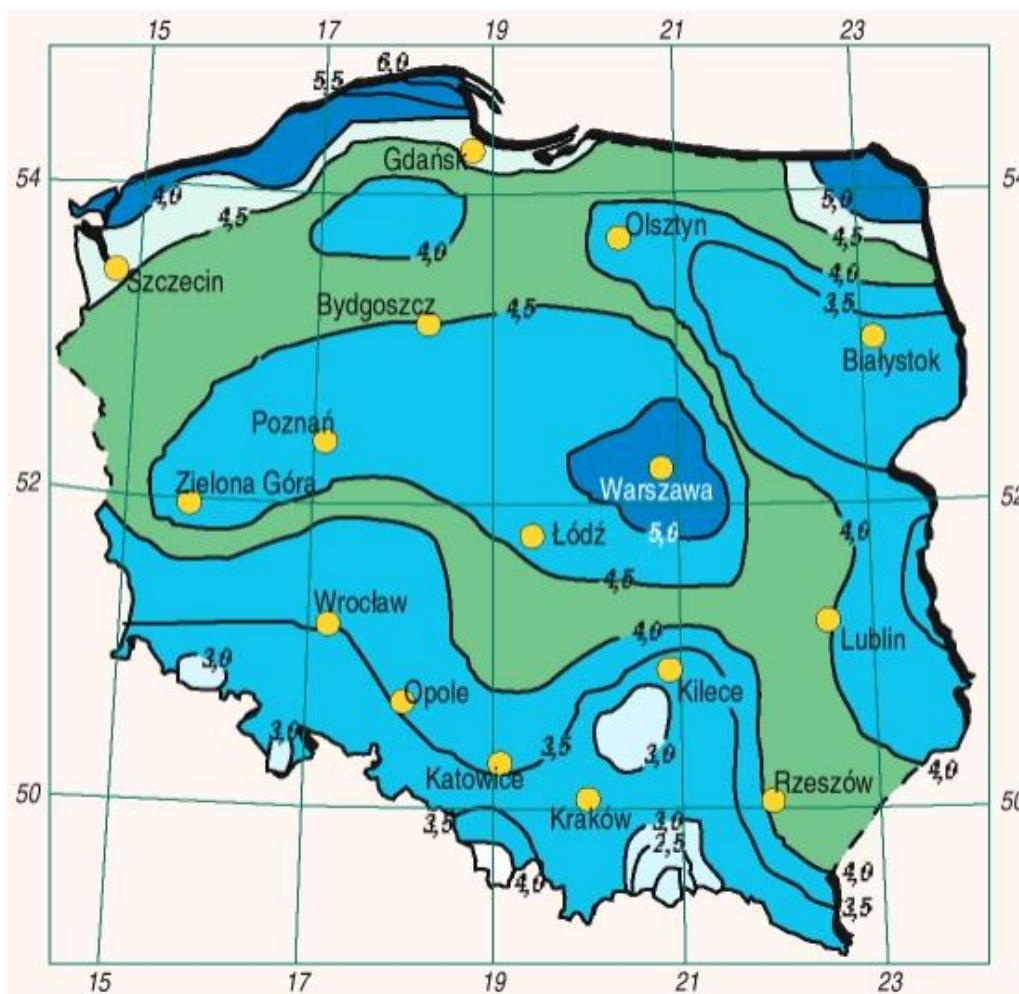 15 17 19 21 23
6,0
5,5
Gdańsk
54 54
4,0
5,0
4,5
4,5
Olsztyn
4,0
4,0
Szczecin
3,5
Bydgoszcz
4,5
Białystok
Poznań
Zielona Góra
52 52
Warszawa
4,0
Łódź
5,0
4,5
Wrocław
4,0
Lublin
3,0
Opole
Kilece
3,0
3,5
3,0
4,0
Katowice
Rzeszów
50 50
Kraków
3,5
3,0
2,5
4,0
4,0
3,5
15 17 19 21 23